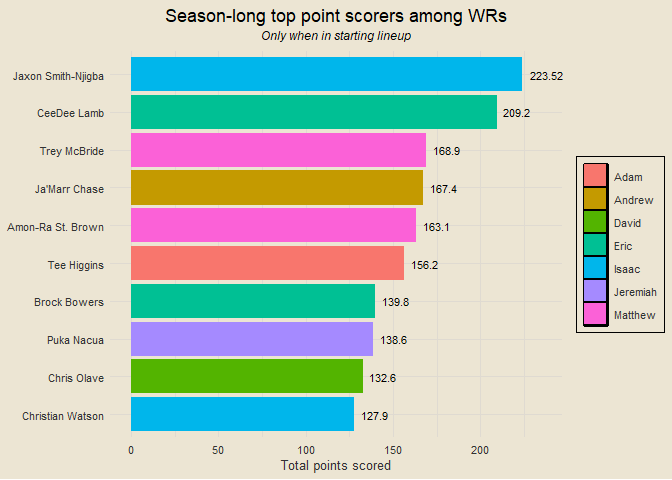 Season-long top point scorers among WRs
Only when in starting lineup
Jaxon Smith-Njigba 223.52
CeeDee Lamb 209.2
Trey McBride 168.9
Ja'Marr Chase 167.4
Amon-Ra St. Brown 163.1
Tee Higgins 156.2
Brock Bowers 139.8
Puka Nacua 138.6
Chris Olave 132.6
Christian Watson 127.9
0 50 100 150 200
Total points scored
Adam
Andrew
David
Eric
Isaac
Jeremiah
Matthew